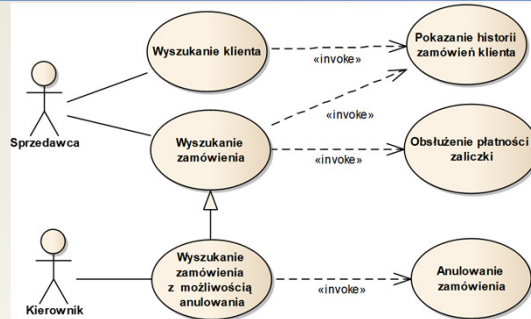 Wyszukanie klienta
«invoke»
Pokazanie historii
zamówień klienta
Sprzedawca
Wyszukanie
zamówienia
«invoke»
«invoke»
Obsłużenie płatności
zaliczki
Kierownik
Wyszukanie
zamówienia
z możliwością
anulowania
«invoke»
Anulowanie
zamówienia